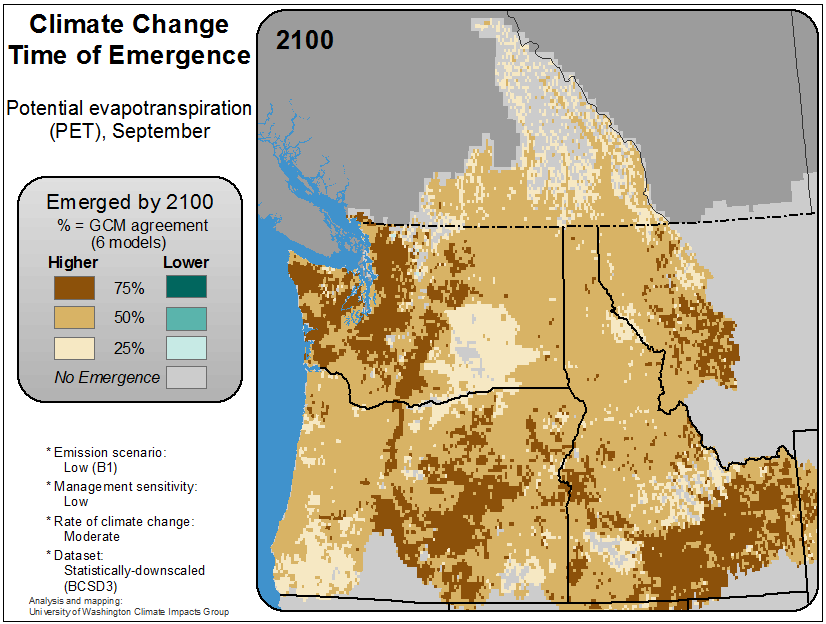 Climate Change
Time of Emergence
Potential evapotranspiration
(PET), September
Emerged by 2100
% = GCM agreement
(6 models)
Higher Lower
75%
50%
25%
No Emergence
* Emission scenario:
Low (B1)
* Management sensitivity:
Low
* Rate of climate change:
Moderate
* Dataset:
Statistically-downscaled
(BCSD3)
Analysis and mapping:
University of Washington Climate Impacts Group
2100